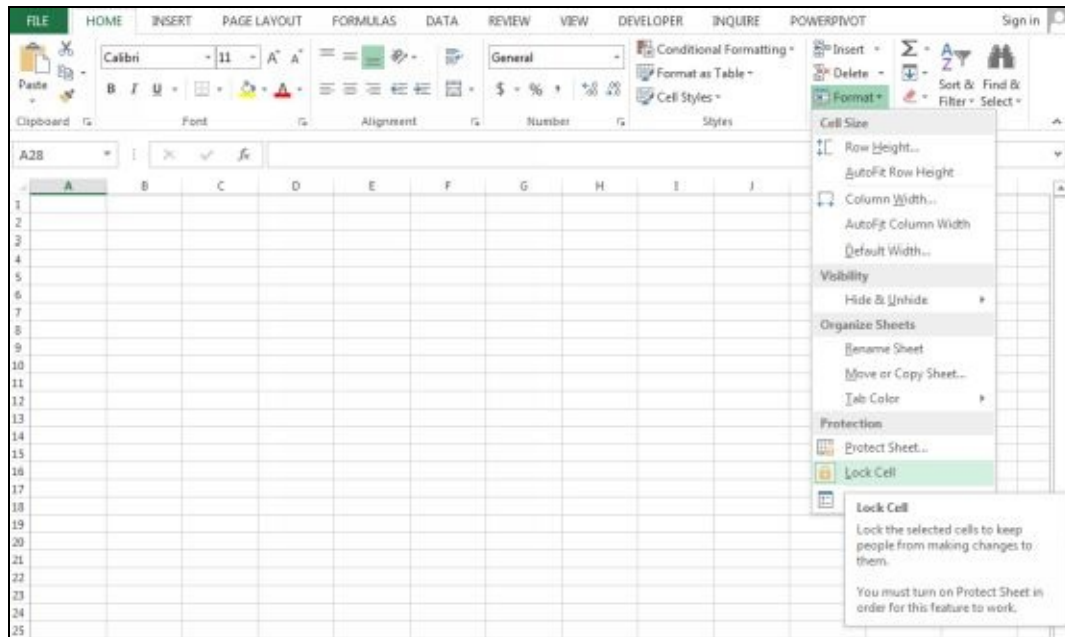 FILE HOME INSERT PAGE LAYOUT FORMULAS DATA REVIEW VIEW DEVELOPER INQUIRE POWERPIVOT Sign in
Calibri 11 A A General Conditional Formatting Insert Σ A Z
Paste Format as Table Delete Sort & Find &
B I U A $ % , .0 .00 Cell Styles Format Filter Select
Clipboard Font Alignment Number Styles Cell Size
Row Height...
A28 fx
AutoFit Row Height
A B C D E F G H I J
Column Width...
AutoFit Column Width
Default Width...
Visibility
Hide & Unhide
Organize Sheets
Rename Sheet
Move or Copy Sheet...
Tab Color
Protection
Protect Sheet...
Lock Cell
Lock Cell
Lock the selected cells to keep
people from making changes to
them.
You must turn on Protect Sheet in
order for this feature to work.
1
2
3
4
5
6
7
8
9
10
11
12
13
14
15
16
17
18
19
20
21
22
23
24
25